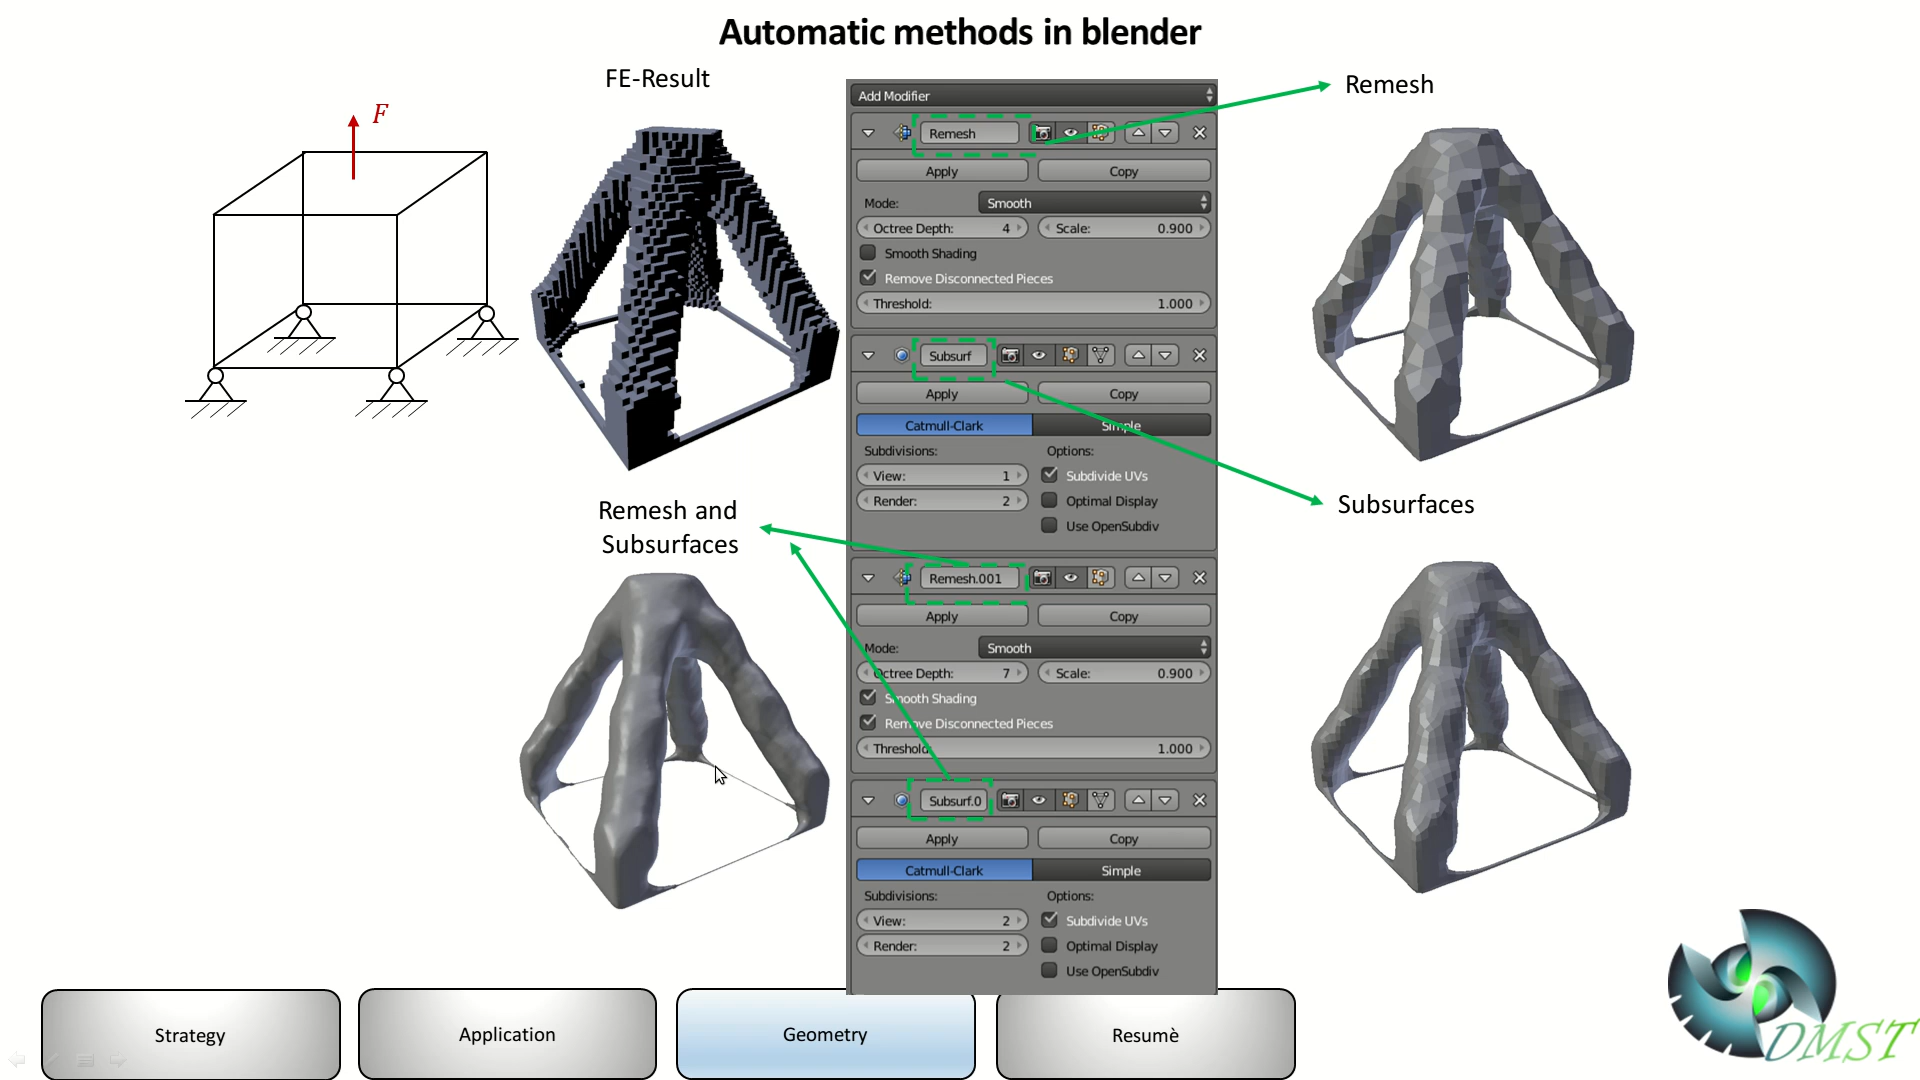 Automatic methods in blender
FE-Result
F
Remesh
Subsurfaces
Remesh and
Subsurfaces
Add Modifier
Remesh
Apply
Copy
Mode:
Smooth
Octree Depth: 4
Scale: 0.900
Smooth Shading
Remove Disconnected Pieces
Threshold: 1.000
Subsurf
Apply
Copy
Catmull-Clark
Simple
Subdivisions:
Options:
View: 1
Subdivide UVs
Render: 2
Optimal Display
Use OpenSubdiv
Remesh.001
Apply
Copy
Mode:
Smooth
Octree Depth: 7
Scale: 0.900
Smooth Shading
Remove Disconnected Pieces
Threshold: 1.000
Subsurf.0
Apply
Copy
Catmull-Clark
Simple
Subdivisions:
Options:
View: 2
Subdivide UVs
Render: 2
Optimal Display
Use OpenSubdiv
Strategy
Application
Geometry
Resumè
DMST